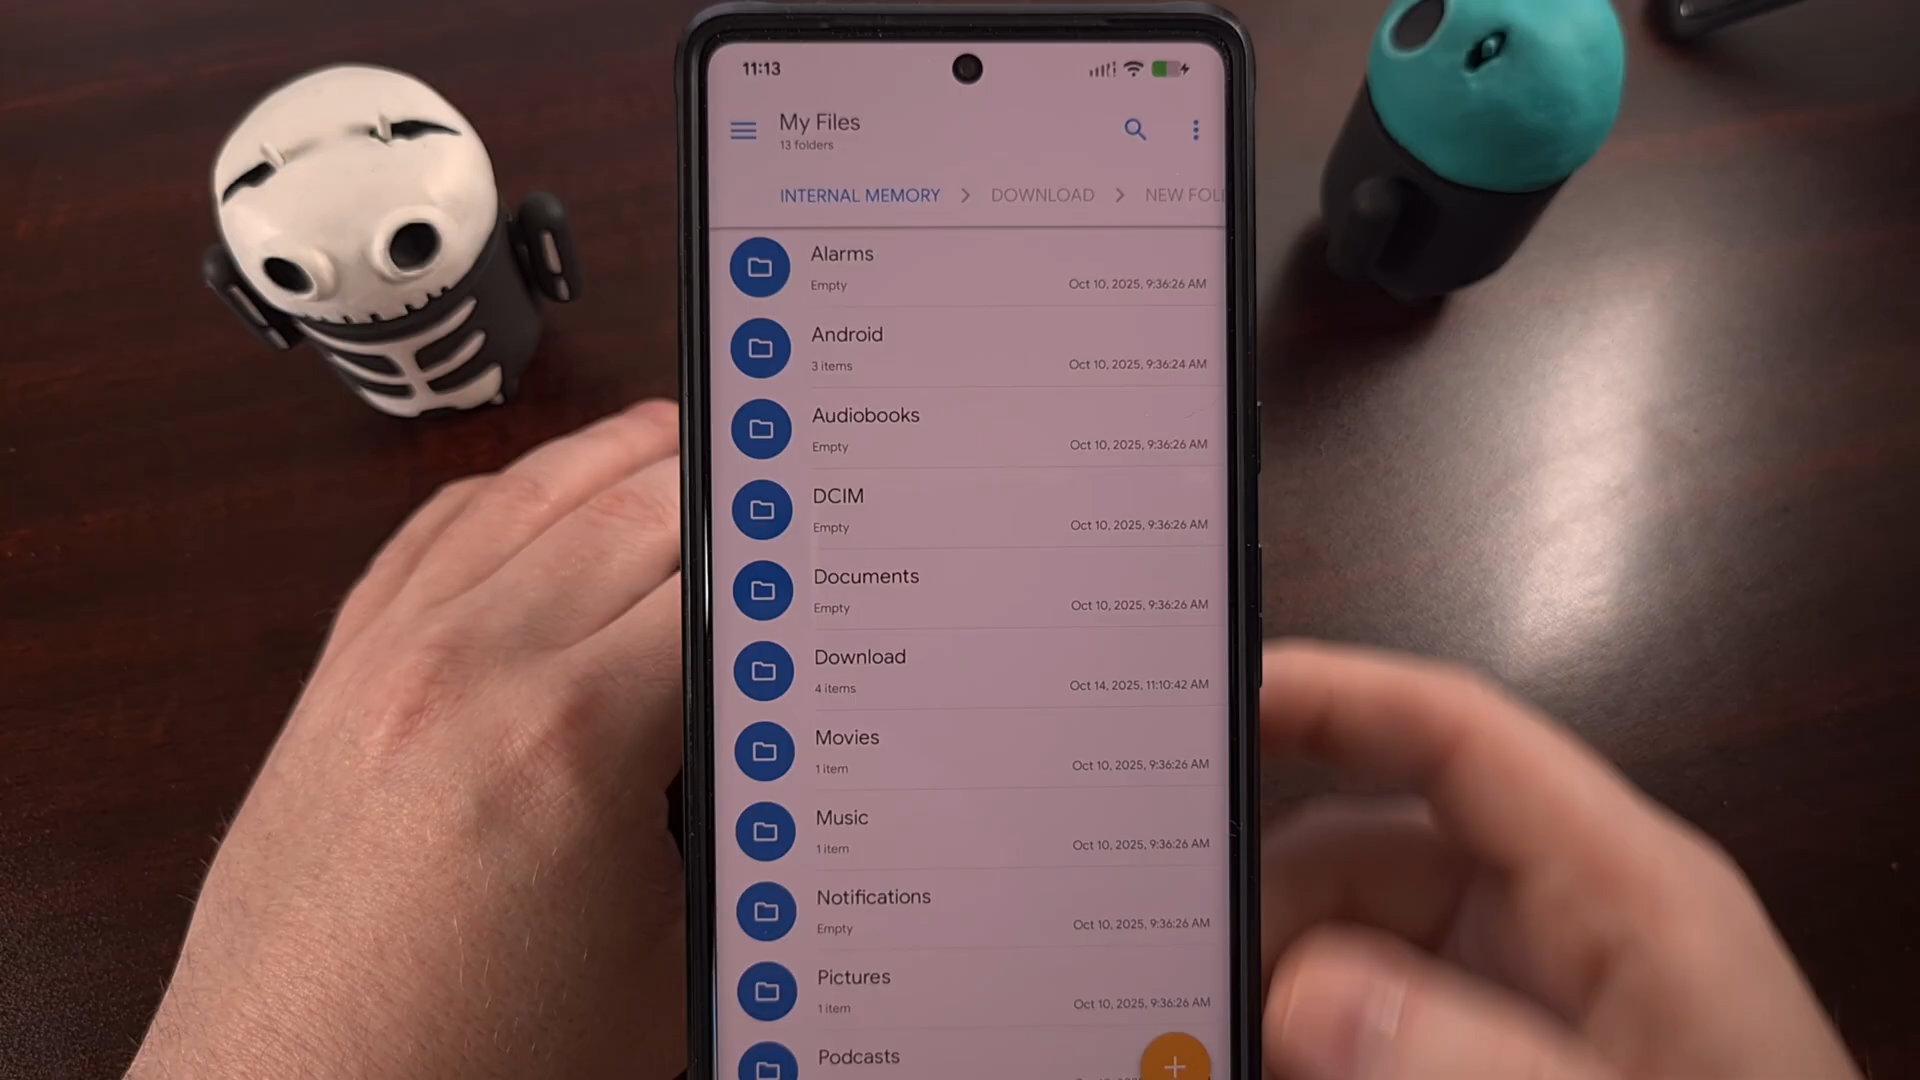 11:13
My Files
13 folders
INTERNAL MEMORY > DOWNLOAD > NEW FOL
Alarms
Empty Oct 10, 2025, 9:36:26 AM
Android
3 items Oct 10, 2025, 9:36:24 AM
Audiobooks
Empty Oct 10, 2025, 9:36:26 AM
DCIM
Empty Oct 10, 2025, 9:36:26 AM
Documents
Empty Oct 10, 2025, 9:36:26 AM
Download
4 items Oct 14, 2025, 11:10:42 AM
Movies
1 item Oct 10, 2025, 9:36:26 AM
Music
1 item Oct 10, 2025, 9:36:26 AM
Notifications
Empty Oct 10, 2025, 9:36:26 AM
Pictures
1 item Oct 10, 2025, 9:36:26 AM
Podcasts